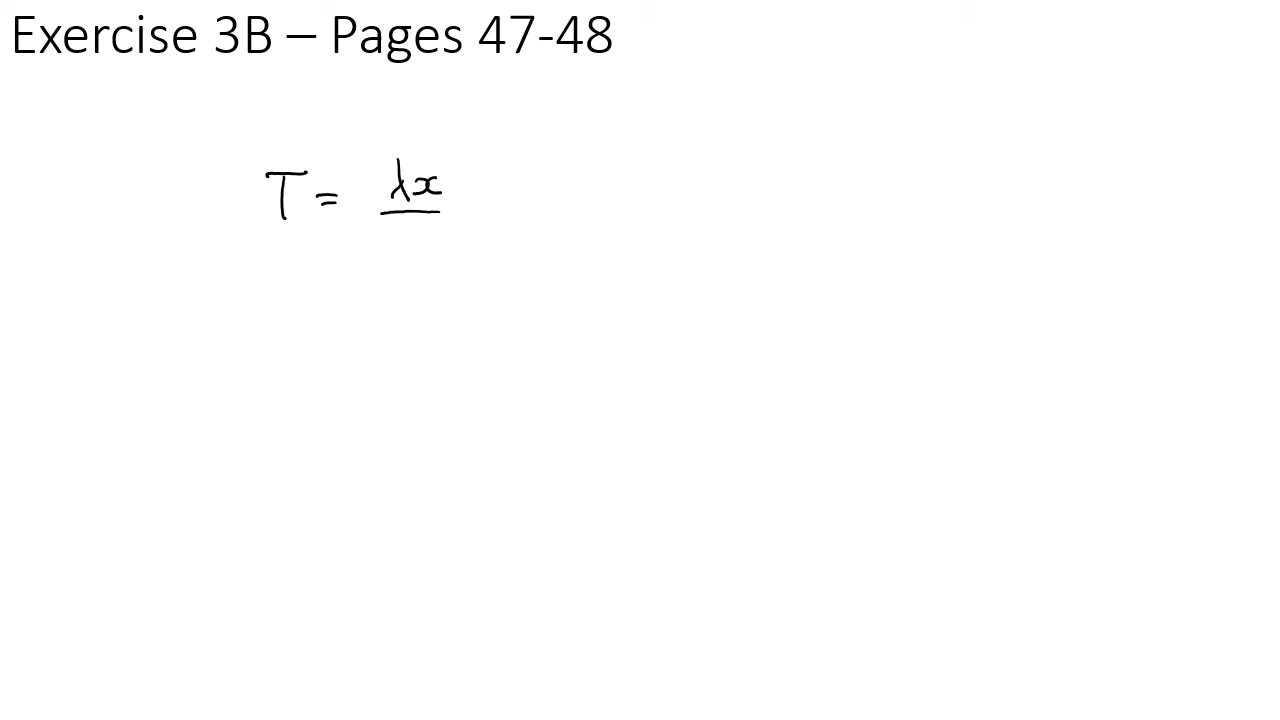 Exercise 3B – Pages 47-48
T = λx